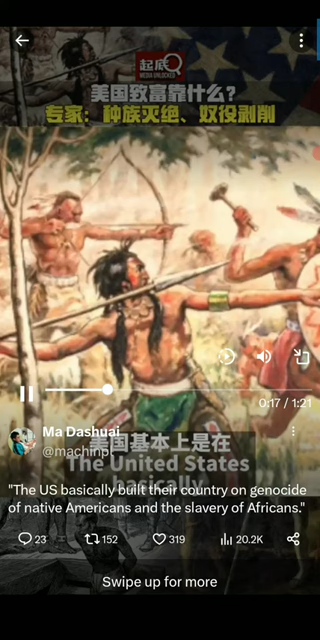 起底
MEDIA UNLOCKED
美国致富靠什么?
专家: 种族灭绝、奴役剥削
0:17 / 1:21
Ma Dashuai
@machinpi
美国基本上是在
The United States
basically
"The US basically built their country on genocide
of native Americans and the slavery of Africans."
23 152 319 20.2K
Swipe up for more